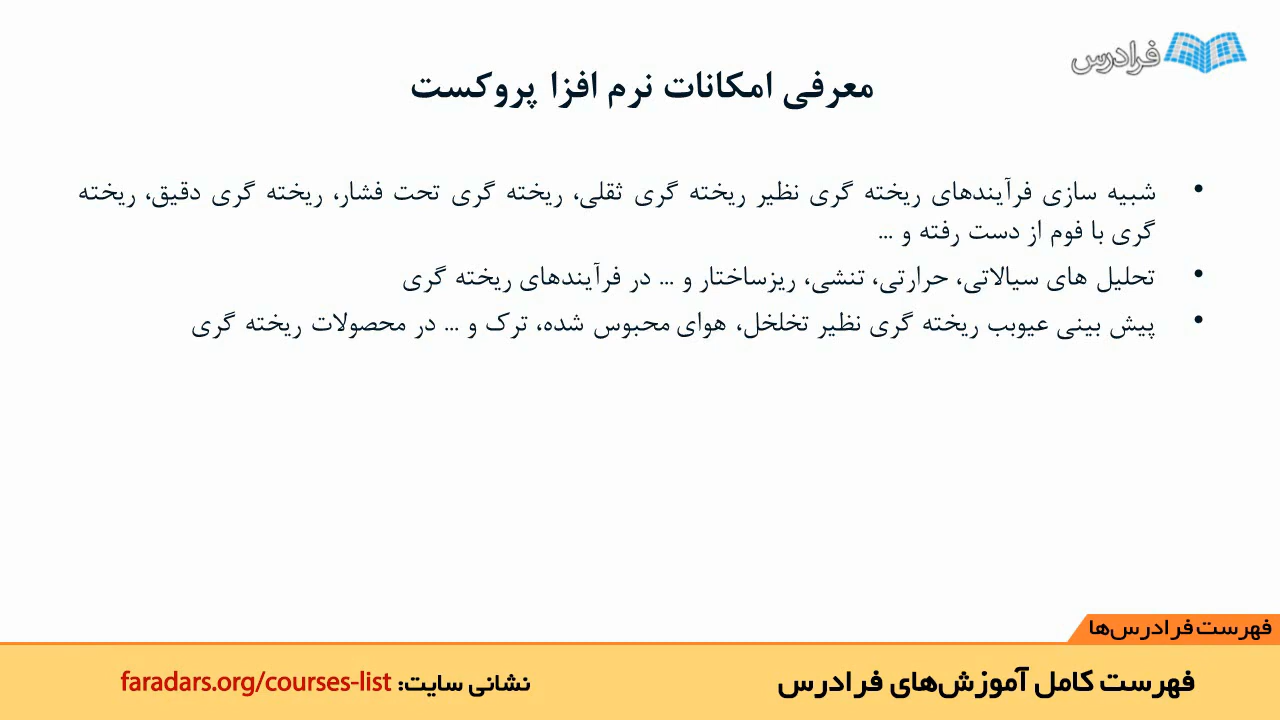 فرادرس
معرفی امکانات نرم افزا پروکست
• شبیه سازی فرآیندهای ریخته گری نظیر ریخته گری ثقلی، ریخته گری تحت فشار، ریخته گری دقیق، ریخته
گری با فوم از دست رفته و ...
• تحلیل های سیالاتی، حرارتی، تنشی، ریزساختار و ... در فرآیندهای ریخته گری
• پیش بینی عیوبب ریخته گری نظیر تخلخل، هوای محبوس شده، ترک و ... در محصولات ریخته گری
فهرست فرادرس‌ها
فهرست کامل آموزش‌های فرادرس
نشانی سایت: faradars.org/courses-list